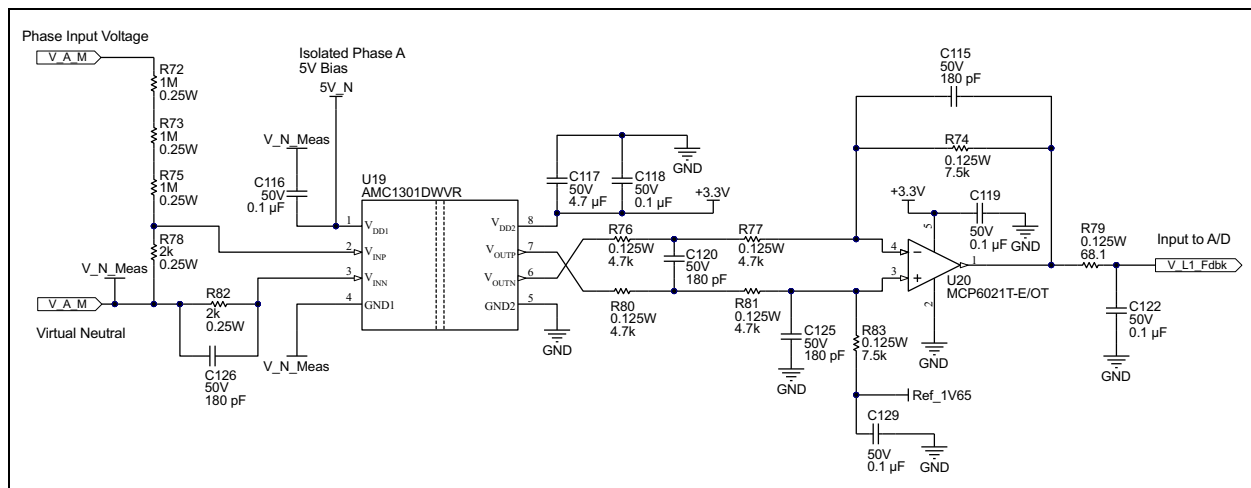 Phase Input Voltage
V_A_M
R72
1M
0.25W
R73
1M
0.25W
R75
1M
0.25W
R78
2k
0.25W
V_N_Meas
V_A_M
Virtual Neutral
R82
2k
0.25W
C126
50V
180 pF
Isolated Phase A
5V Bias
5V_N
V_N_Meas
C116
50V
0.1 µF
V_N_Meas
U19
AMC1301DWVR
1
VDD1
2
VINP
3
VINN
4
GND1
VDD2
8
VOUTP
7
VOUTN
6
GND2
5
GND
C117
50V
4.7 µF
C118
50V
0.1 µF
GND
+3.3V
R76
0.125W
4.7k
R77
0.125W
4.7k
C120
50V
180 pF
R80
0.125W
4.7k
R81
0.125W
4.7k
C125
50V
180 pF
GND
R83
0.125W
7.5k
Ref_1V65
C129
50V
0.1 µF
GND
C115
50V
180 pF
R74
0.125W
7.5k
+3.3V
C119
50V
0.1 µF
GND
5
4
3
1
2
U20
MCP6021T-E/OT
GND
R79
0.125W
68.1
Input to A/D
V_L1_Fdbk
C122
50V
0.1 µF
GND